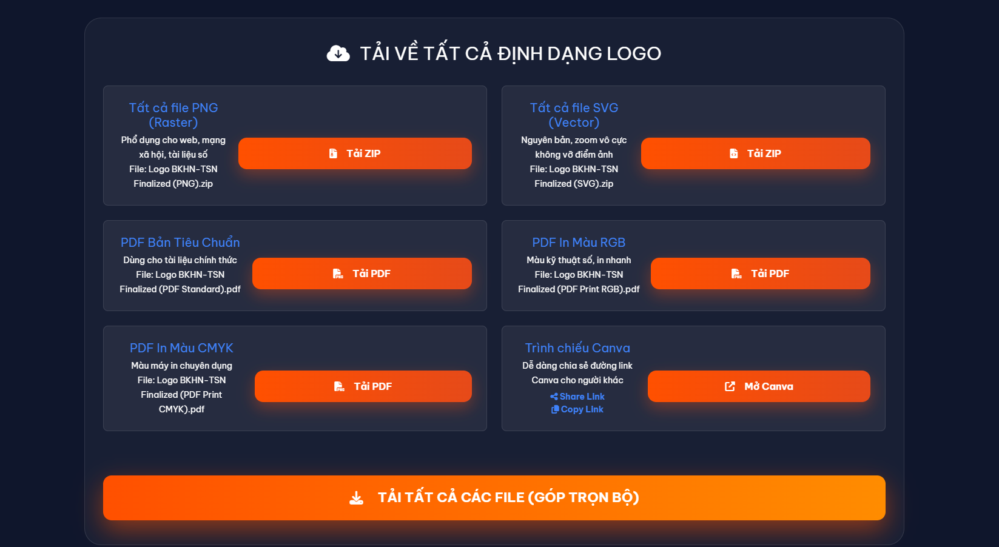 TẢI VỀ TẤT CẢ ĐỊNH DẠNG LOGO
Tất cả file PNG
(Raster)
Phổ dụng cho web, mạng
xã hội, tài liệu số
File: Logo BKHN-TSN
Finalized (PNG).zip
Tải ZIP
Tất cả file SVG
(Vector)
Nguyên bản, zoom vô cực
không vỡ điểm ảnh
File: Logo BKHN-TSN
Finalized (SVG).zip
Tải ZIP
PDF Bản Tiêu Chuẩn
Dùng cho tài liệu chính thức
File: Logo BKHN-TSN
Finalized (PDF Standard).pdf
Tải PDF
PDF In Màu RGB
Màu kỹ thuật số, in nhanh
File: Logo BKHN-TSN
Finalized (PDF Print RGB).pdf
Tải PDF
PDF In Màu CMYK
Màu máy in chuyên dụng
File: Logo BKHN-TSN
Finalized (PDF Print
CMYK).pdf
Tải PDF
Trình chiếu Canva
Dễ dàng chia sẻ đường link
Canva cho người khác
Share Link
Copy Link
Mở Canva
TẢI TẤT CẢ CÁC FILE (GÓP TRỌN BỘ)